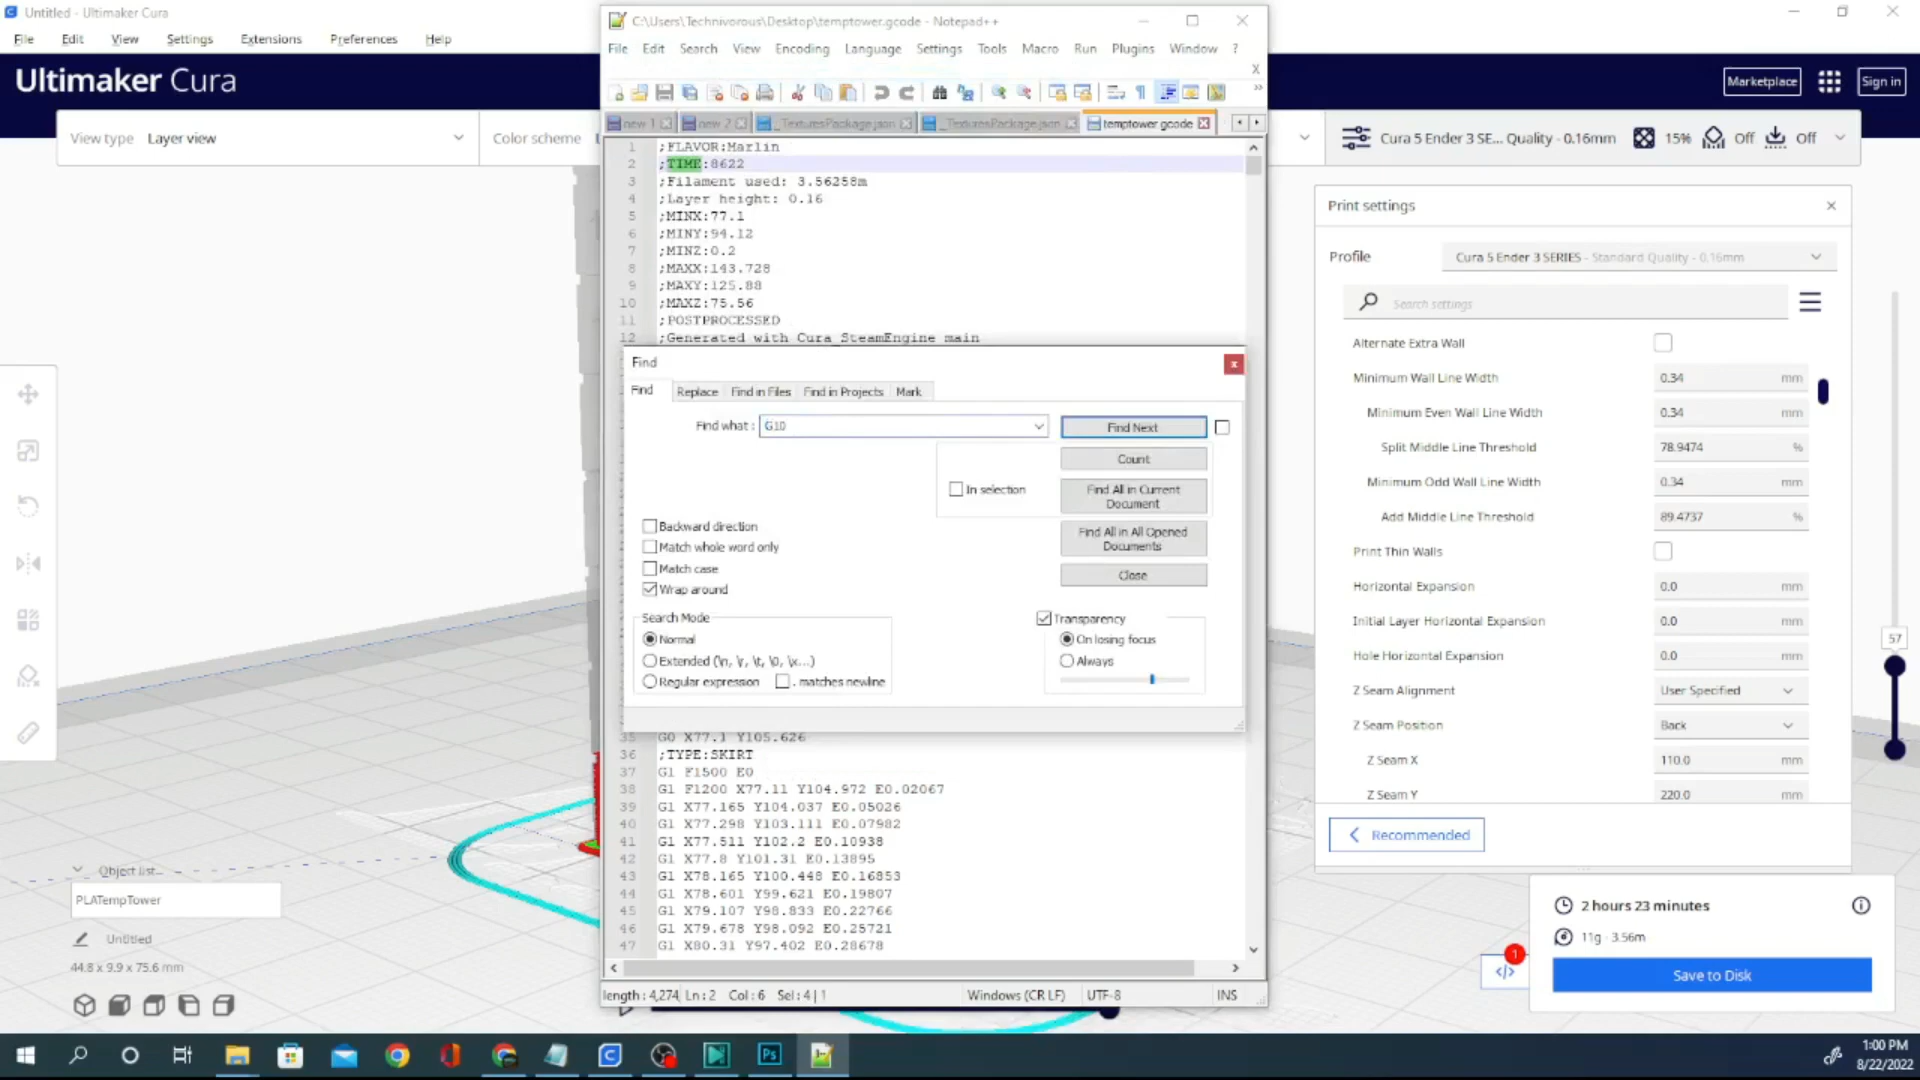 Untitled - Ultimaker Cura
File Edit View Settings Extensions Preferences Help
Ultimaker Cura
Marketplace
Sign in
View type Layer view
Color scheme
Cura 5 Ender 3 SE... Quality - 0.16mm
15%
Off
Off
C:\Users\Technivorous\Desktop\temptower.gcode - Notepad++
File Edit Search View Encoding Language Settings Tools Macro Run Plugins Window ?
X
new 1
new 2
_TexturesPackage.json
_TexturesPackage.json
temptower.gcode
1 ;FLAVOR:Marlin
2 ;TIME:8622
3 ;Filament used: 3.56258m
4 ;Layer height: 0.16
5 ;MINX:77.1
6 ;MINY:94.12
7 ;MINZ:0.2
8 ;MAXX:143.728
9 ;MAXY:125.88
10 ;MAXZ:75.56
11 ;POSTPROCESSED
12 ;Generated with Cura_SteamEngine main
Find
Find Replace Find in Files Find in Projects Mark
Find what : G10
Find Next
Count
In selection
Find All in Current Document
Backward direction
Match whole word only
Find All in All Opened Documents
Match case
Close
Wrap around
Search Mode
Normal
Extended (\n, \r, \t, \0, \x...)
Regular expression
. matches newline
Transparency
On losing focus
Always
35 G0 X77.1 Y105.626
36 ;TYPE:SKIRT
37 G1 F1500 E0
38 G1 F1200 X77.11 Y104.972 E0.02067
39 G1 X77.165 Y104.037 E0.05026
40 G1 X77.298 Y103.111 E0.07982
41 G1 X77.511 Y102.2 E0.10938
42 G1 X77.8 Y101.31 E0.13895
43 G1 X78.165 Y100.448 E0.16853
44 G1 X78.601 Y99.621 E0.19807
45 G1 X79.107 Y98.833 E0.22766
46 G1 X79.678 Y98.092 E0.25721
47 G1 X80.31 Y97.402 E0.28678
length : 4,274 Ln : 2 Col : 6 Sel : 4 | 1
Windows (CR LF)
UTF-8
INS
Print settings
Profile
Cura 5 Ender 3 SERIES - Standard Quality - 0.16mm
Search settings
Alternate Extra Wall
Minimum Wall Line Width 0.34 mm
Minimum Even Wall Line Width 0.34 mm
Split Middle Line Threshold 78.9474 %
Minimum Odd Wall Line Width 0.34 mm
Add Middle Line Threshold 89.4737 %
Print Thin Walls
Horizontal Expansion 0.0 mm
Initial Layer Horizontal Expansion 0.0 mm
Hole Horizontal Expansion 0.0 mm
Z Seam Alignment User Specified
Z Seam Position Back
Z Seam X 110.0 mm
Z Seam Y 220.0 mm
Recommended
57
Object list
PLATempTower
Untitled
44.8 x 9.9 x 75.6 mm
1
</>
2 hours 23 minutes
11g · 3.56m
Save to Disk
1:00 PM
8/22/2022